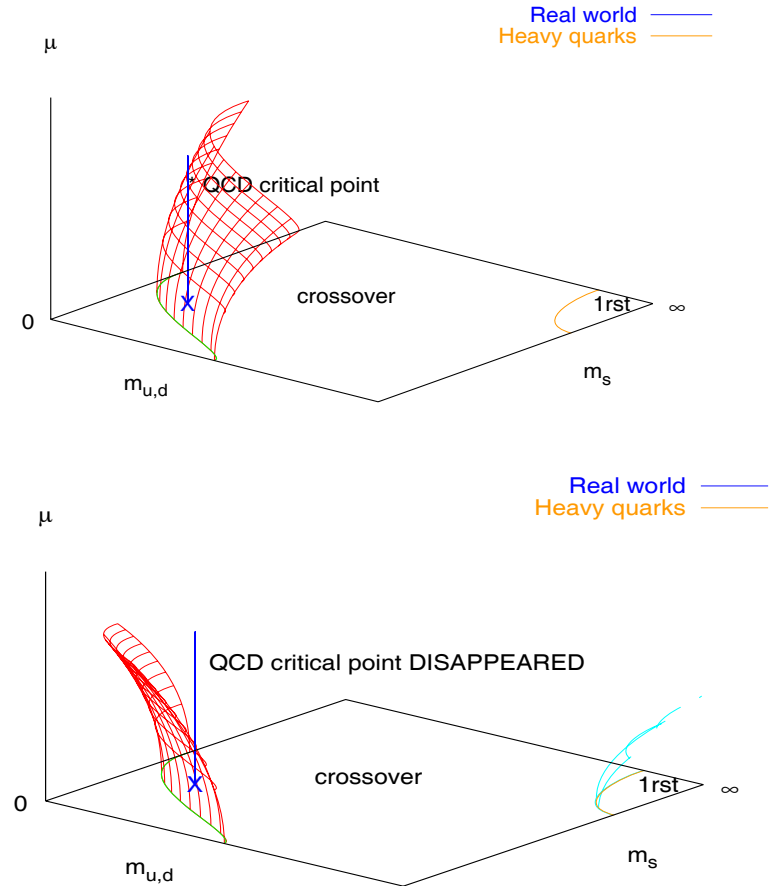 Real world
Heavy quarks
μ
* QCD critical point
crossover
X
1rst
0
∞
m_{u,d}
m_s
Real world
Heavy quarks
μ
QCD critical point DISAPPEARED
crossover
X
1rst
0
∞
m_{u,d}
m_s